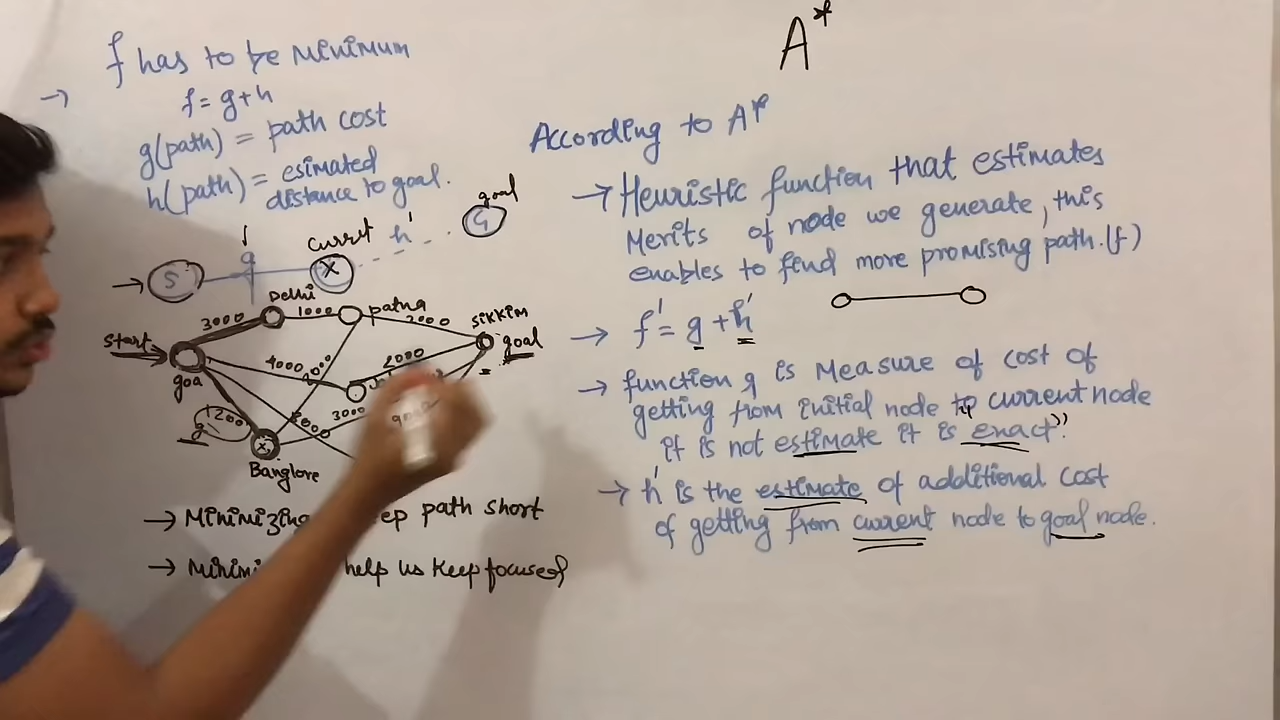 A*
f has to be minimum
→ f = g+h
g(path) = path cost
h(path) = esimated
distance to goal.
goal
G
currt h'
S g X
Delhi
3000 1000 patna 2000 sikkim
start goal
goa 4000 2000
3000
1200
g
X
Banglore
→ Minimizing ep path short
→ help us keep focused
According to A*
→ Heuristic function that estimates
Merits of node we generate, this
enables to find more promising path.(f)
→ f' = g + h'
→ function g is Measure of cost of
getting from initial node to current node
it is not estimate it is exact"
→ h' is the estimate of additional cost
of getting from current node to goal node.